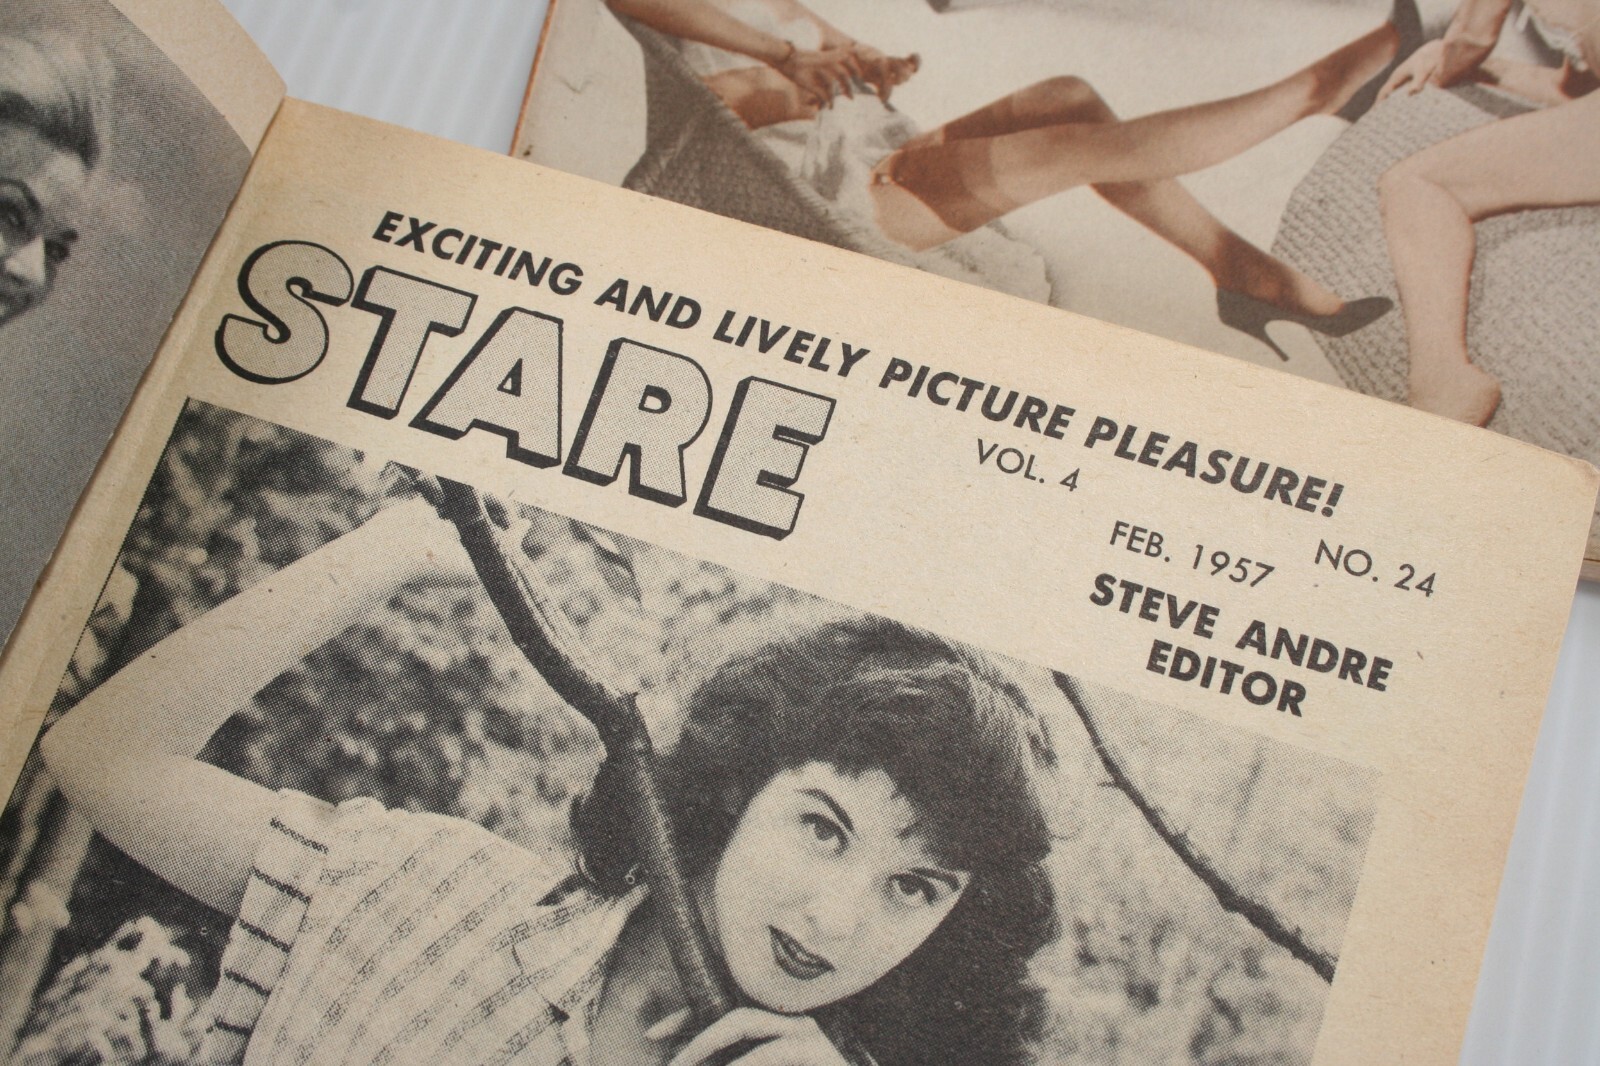 EXCITING AND LIVELY PICTURE PLEASURE!
STARE
VOL. 4
FEB. 1957
NO. 24
STEVE ANDRE
EDITOR